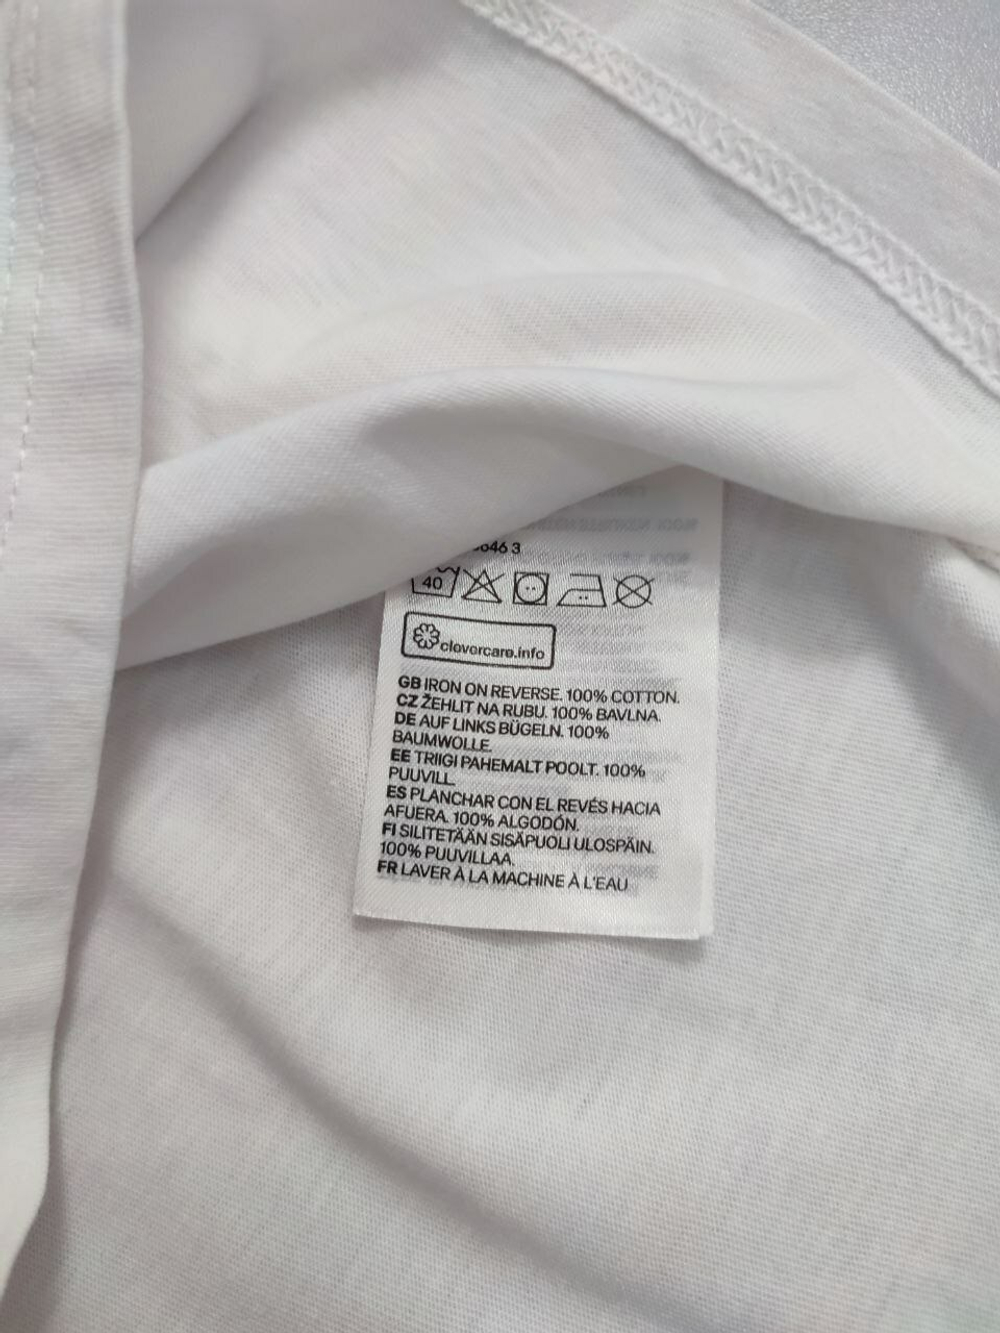 46 3
40
clovercare.info
GB IRON ON REVERSE. 100% COTTON.
CZ ŽEHLIT NA RUBU. 100% BAVLNA.
DE AUF LINKS BÜGELN. 100%
BAUMWOLLE.
EE TRIIGI PAHEMALT POOLT. 100%
PUUVILL.
ES PLANCHAR CON EL REVÉS HACIA
AFUERA. 100% ALGODÓN.
FI SILITETÄÄN SISÄPUOLI ULOSPÄIN.
100% PUUVILLAA.
FR LAVER À LA MACHINE À L'EAU